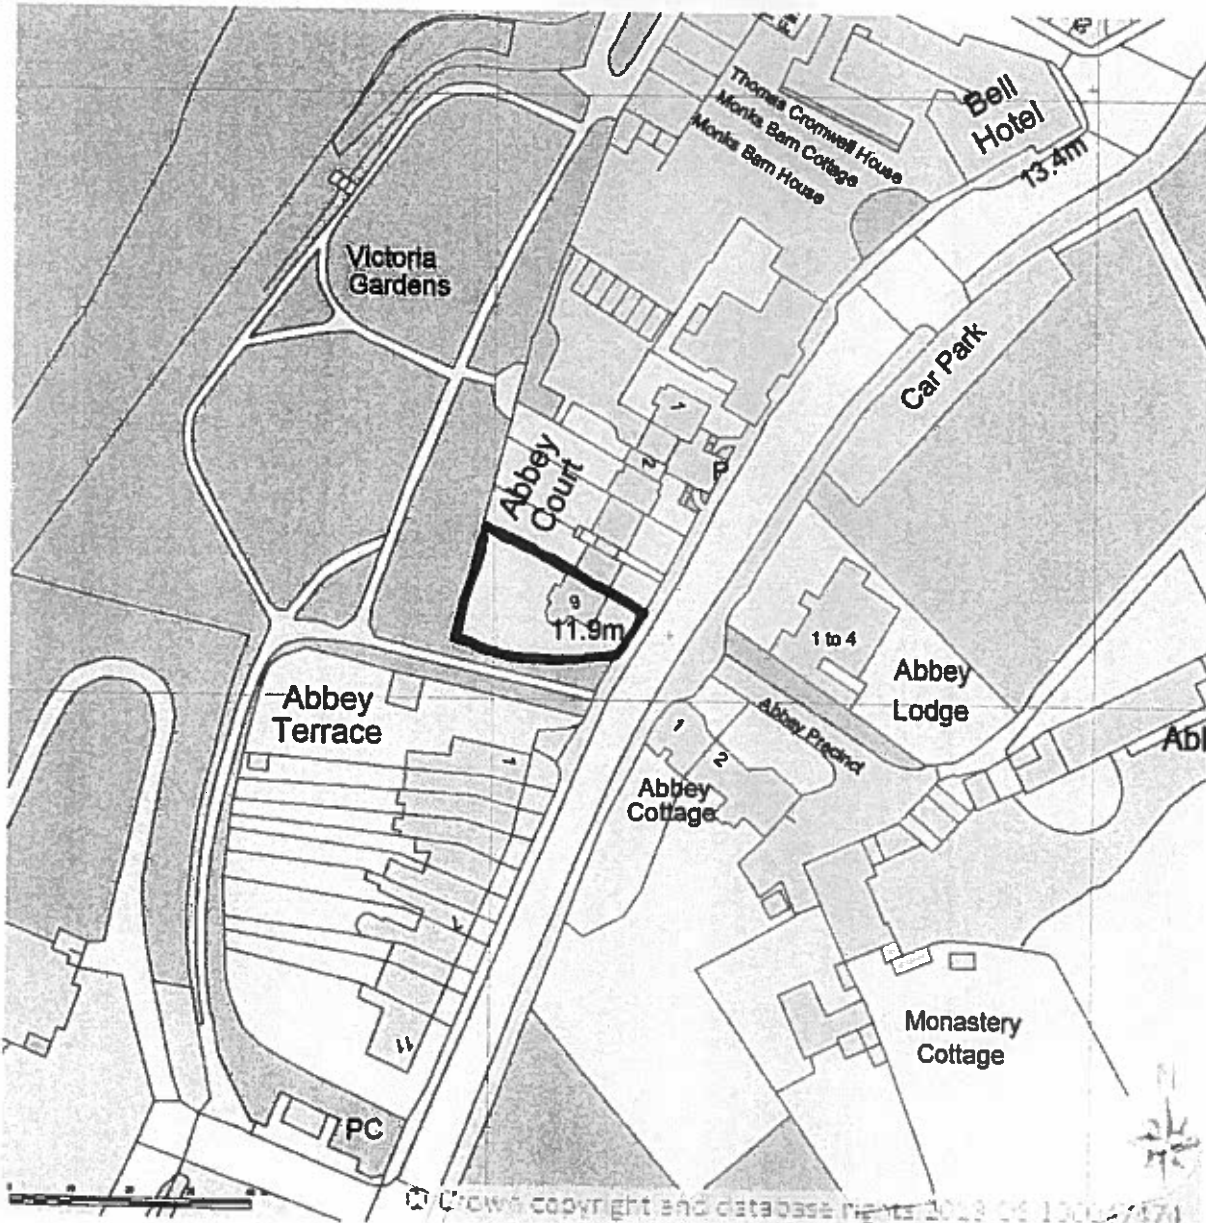 Thomas Cromwell House
Monks Barn Cottage
Monks Barn House
Bell
Hotel
13.4m
Victoria
Gardens
Car Park
1
2
P
Abbey
Court
9
11.9m
1 to 4
Abbey
Lodge
Abbey
Terrace
1
Abbey Precinct
1
2
Abbey
Cottage
Abl
7
Monastery
Cottage
11
PC
© Crown copyright and database rights